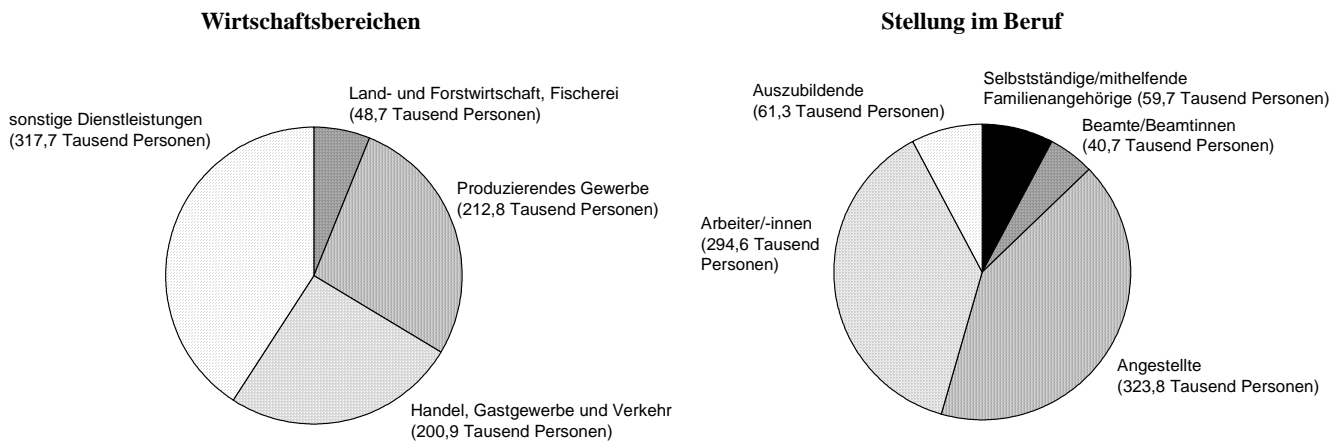 Wirtschaftsbereichen
sonstige Dienstleistungen
(317,7 Tausend Personen)
Land- und Forstwirtschaft, Fischerei
(48,7 Tausend Personen)
Produzierendes Gewerbe
(212,8 Tausend Personen)
Handel, Gastgewerbe und Verkehr
(200,9 Tausend Personen)
Stellung im Beruf
Auszubildende
(61,3 Tausend Personen)
Selbstständige/mithelfende
Familienangehörige (59,7 Tausend Personen)
Beamte/Beamtinnen
(40,7 Tausend Personen)
Arbeiter/-innen
(294,6 Tausend
Personen)
Angestellte
(323,8 Tausend Personen)